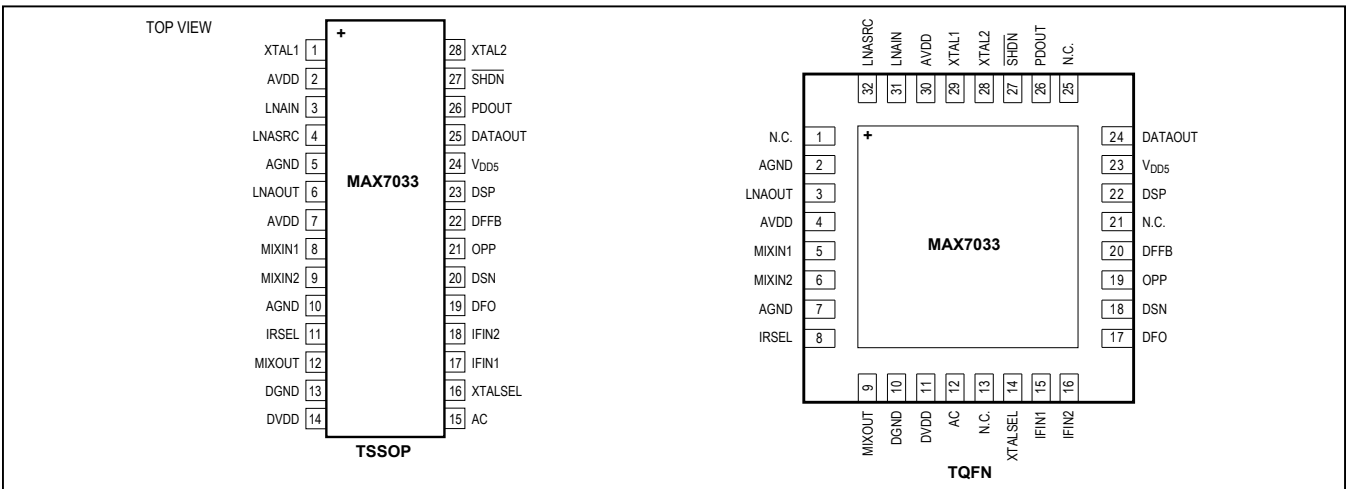 TOP VIEW
+
XTAL1 1
AVDD 2
LNAIN 3
LNASRC 4
AGND 5
LNAOUT 6
AVDD 7
MIXIN1 8
MIXIN2 9
AGND 10
IRSEL 11
MIXOUT 12
DGND 13
DVDD 14
MAX7033
28 XTAL2
27 SHDN
26 PDOUT
25 DATAOUT
24 VDD5
23 DSP
22 DFFB
21 OPP
20 DSN
19 DFO
18 IFIN2
17 IFIN1
16 XTALSEL
15 AC
TSSOP
LNASRC 32
LNAIN 31
AVDD 30
XTAL1 29
XTAL2 28
SHDN 27
PDOUT 26
N.C. 25
+
N.C. 1
AGND 2
LNAOUT 3
AVDD 4
MIXIN1 5
MIXIN2 6
AGND 7
IRSEL 8
MAX7033
24 DATAOUT
23 VDD5
22 DSP
21 N.C.
20 DFFB
19 OPP
18 DSN
17 DFO
9 MIXOUT
10 DGND
11 DVDD
12 AC
13 N.C.
14 XTALSEL
15 IFIN1
16 IFIN2
TQFN